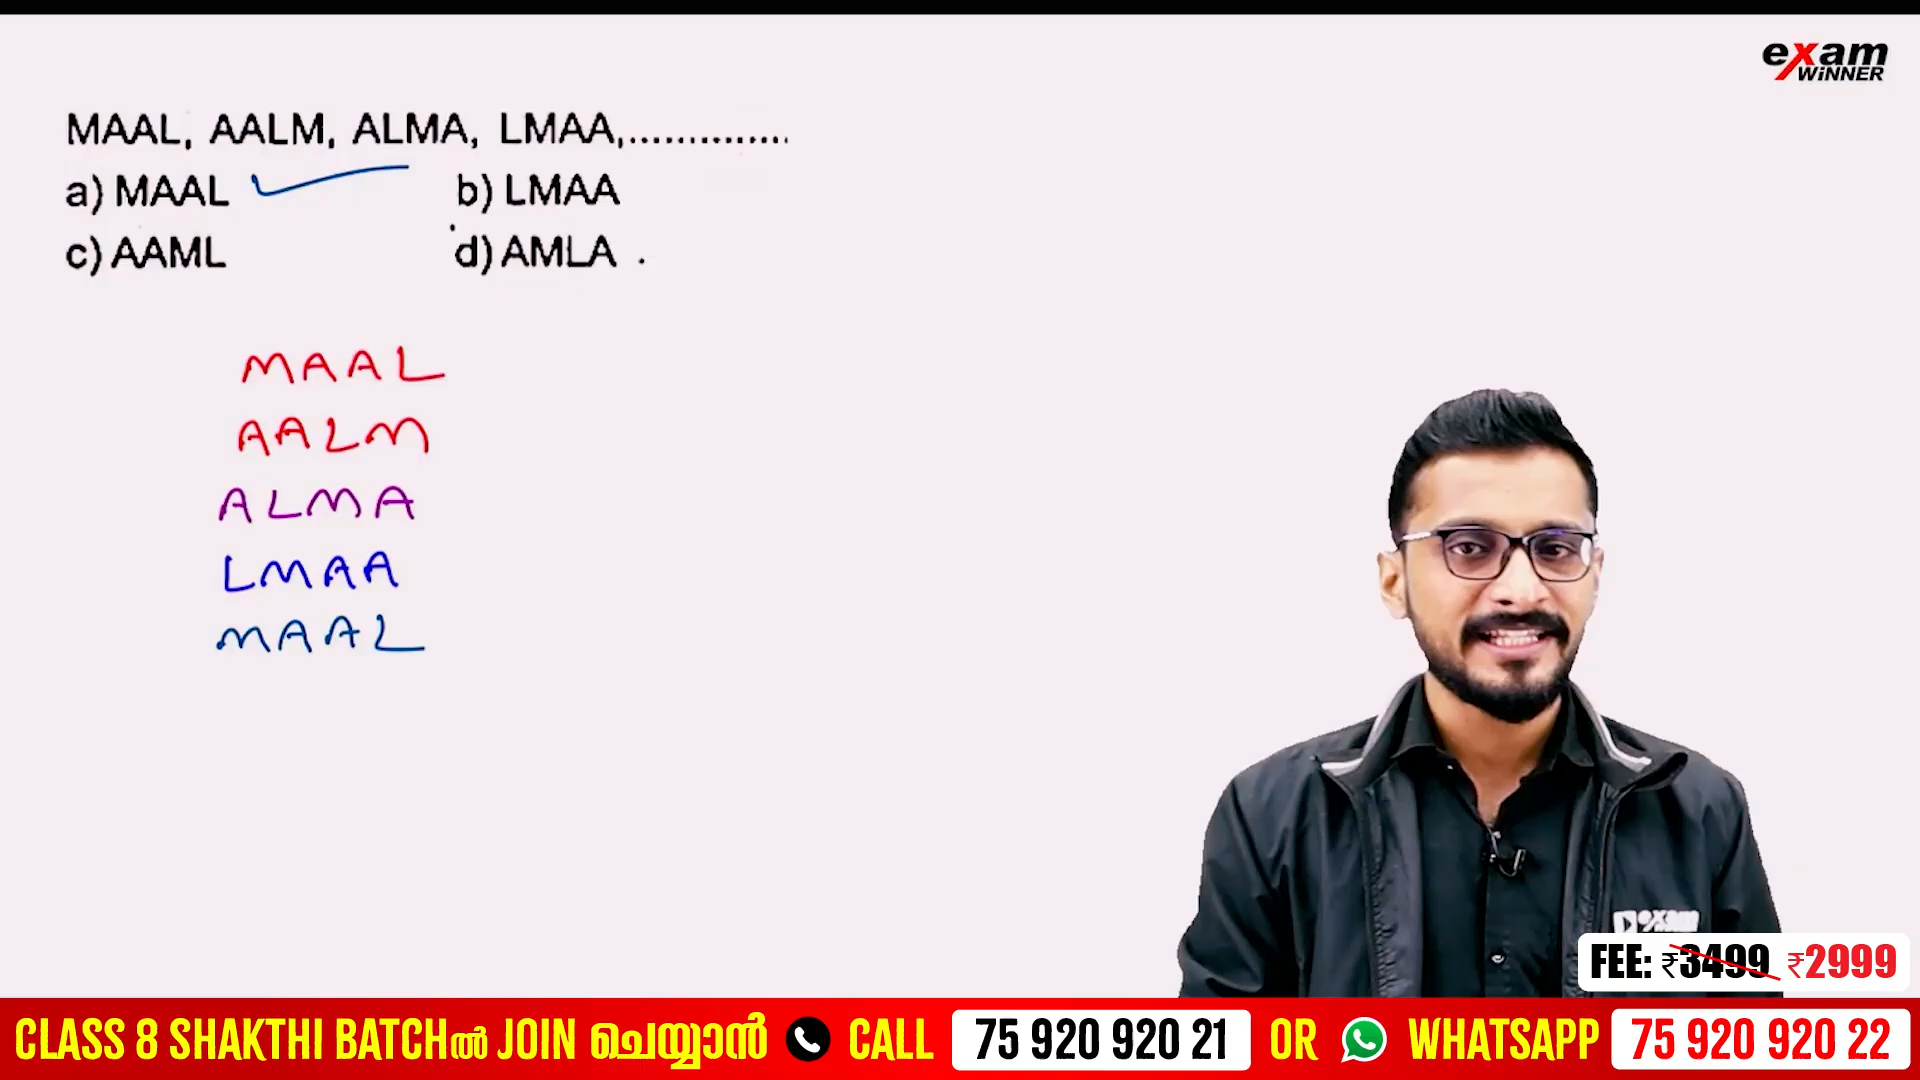 exam
WiNNER
MAAL, AALM, ALMA, LMAA,..............
a) MAAL b) LMAA
c) AAML d) AMLA .
MAAL
AALM
ALMA
LMAA
MAAL
exam
FEE: ₹3499 ₹2999
CLASS 8 SHAKTHI BATCHൽ JOIN ചെയ്യാൻ CALL 75 920 920 21 OR WHATSAPP 75 920 920 22